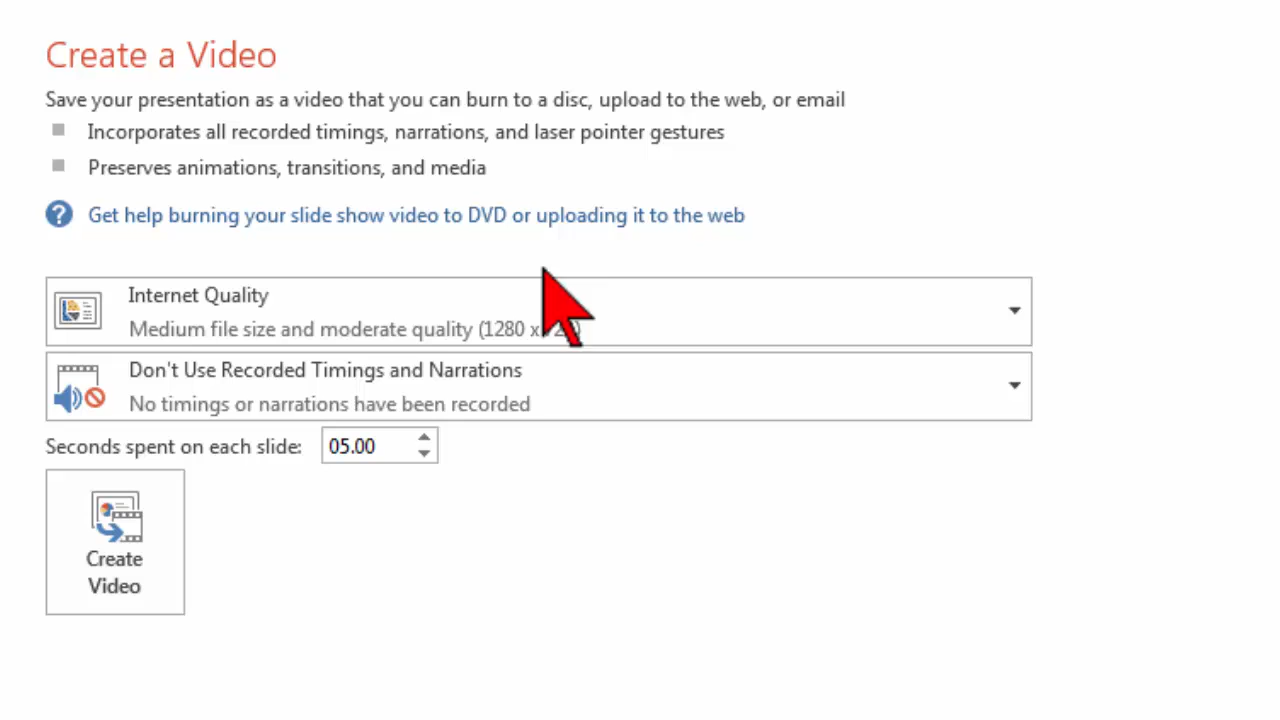 Create a Video
Save your presentation as a video that you can burn to a disc, upload to the web, or email
Incorporates all recorded timings, narrations, and laser pointer gestures
Preserves animations, transitions, and media
? Get help burning your slide show video to DVD or uploading it to the web
Internet Quality
Medium file size and moderate quality (1280 x
Don't Use Recorded Timings and Narrations
No timings or narrations have been recorded
Seconds spent on each slide: 05.00
Create
Video